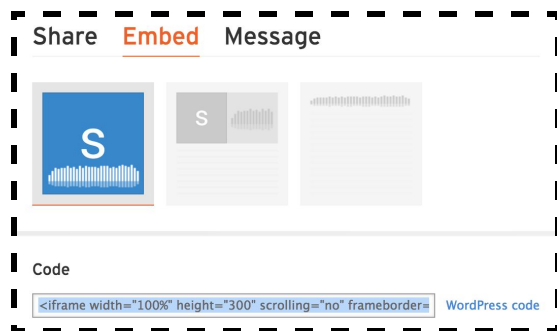 Share Embed Message
S S
Code
<iframe width="100%" height="300" scrolling="no" frameborder= WordPress code